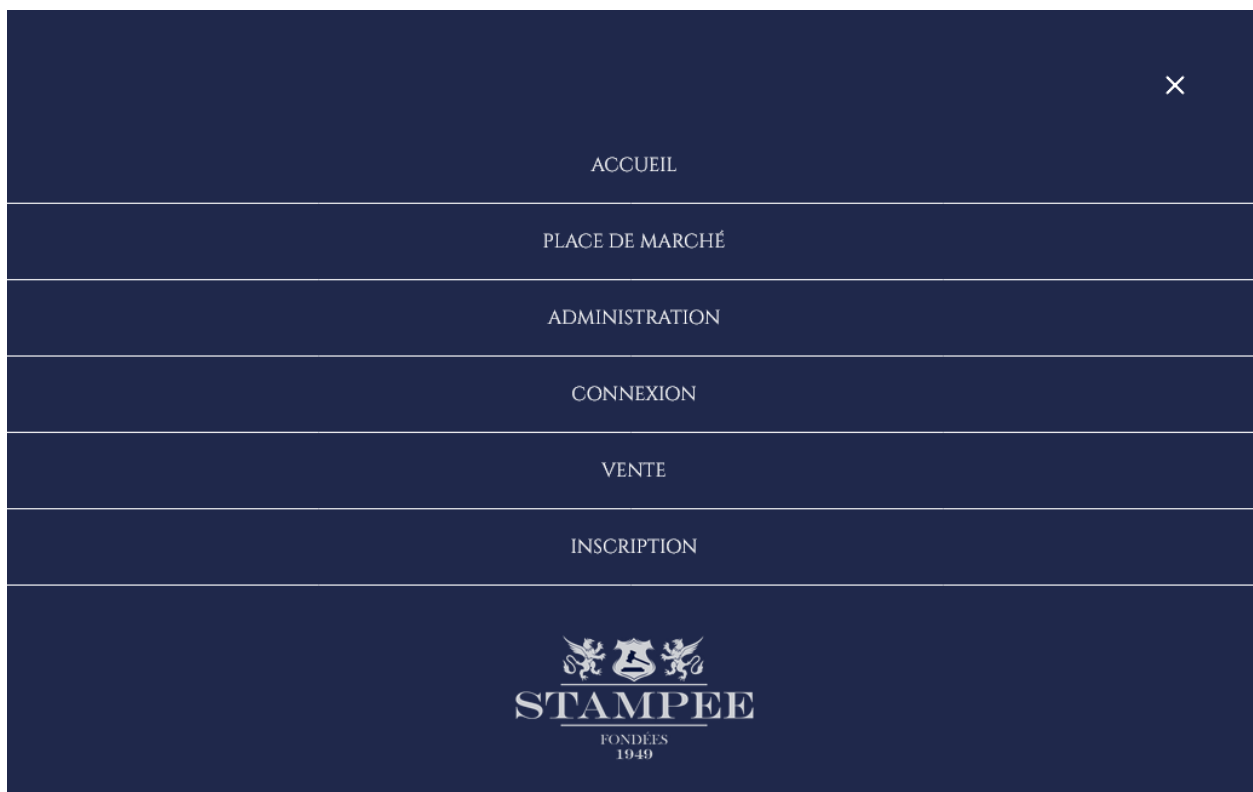 ACCUEIL
PLACE DE MARCHÉ
ADMINISTRATION
CONNEXION
VENTE
INSCRIPTION
STAMPEE
FONDÉES
1949